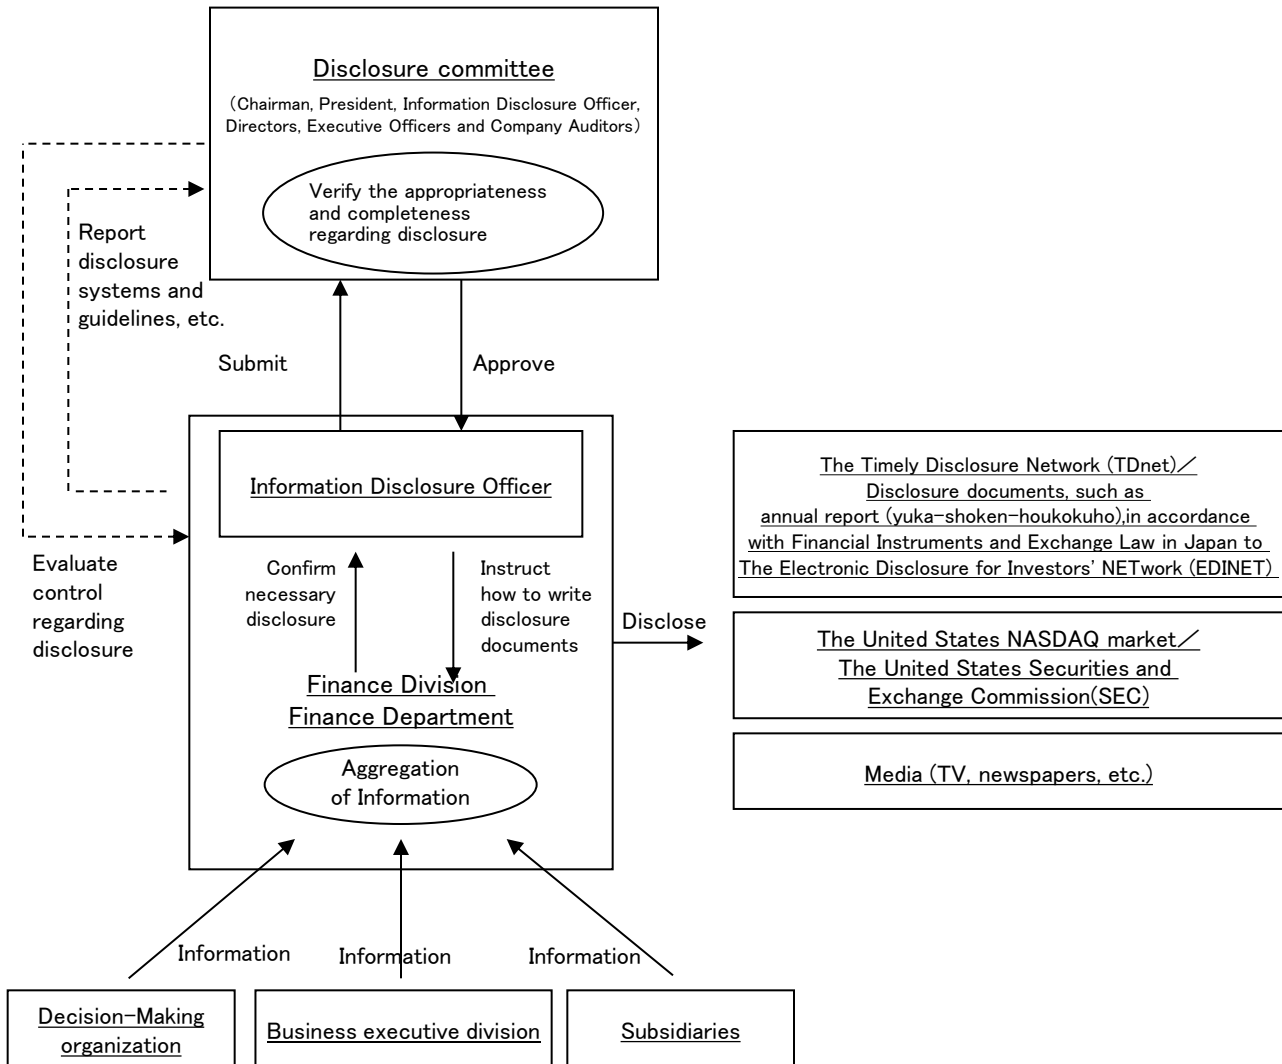 Disclosure committee
（Chairman, President, Information Disclosure Officer,
Directors, Executive Officers and Company Auditors）
Verify the appropriateness
and completeness
regarding disclosure
Report
disclosure
systems and
guidelines, etc.
Submit
Approve
Information Disclosure Officer
Evaluate
control
regarding
disclosure
Confirm
necessary
disclosure
Instruct
how to write
disclosure
documents
Disclose
Finance Division
Finance Department
Aggregation
of Information
The Timely Disclosure Network (TDnet)／
Disclosure documents, such as
annual report (yuka-shoken-houkokuho),in accordance
with Financial Instruments and Exchange Law in Japan to
The Electronic Disclosure for Investors' NETwork (EDINET)
The United States NASDAQ market／
The United States Securities and
Exchange Commission(SEC)
Media (TV, newspapers, etc.)
Information
Information
Information
Decision-Making
organization
Business executive division
Subsidiaries